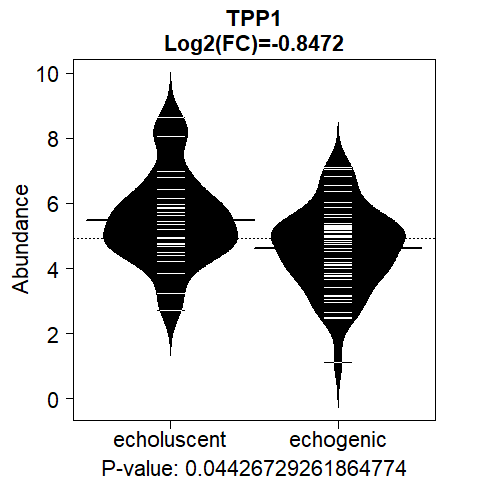 TPP1
Log2(FC)=-0.8472
10
8
6
4
2
0
Abundance
echoluscent echogenic
P-value: 0.04426729261864774